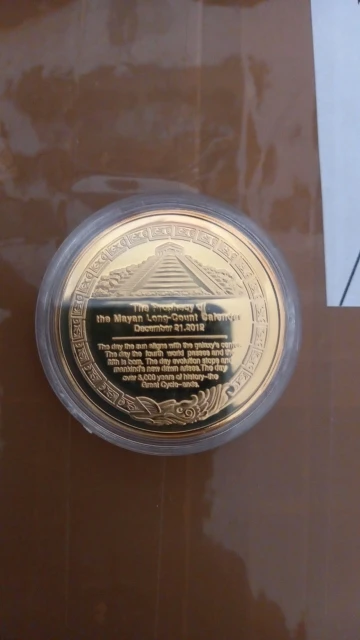 The Prophecy of
the Mayan Long-Count Calendar
December 21.2012
The day the sun aligns with the galaxy's
The day the fourth world passes and the
fifth is born. The day evolution stops and
mankind's new dawn arises. The day
over 5,000 years of history-the
Great Cycle-ends.